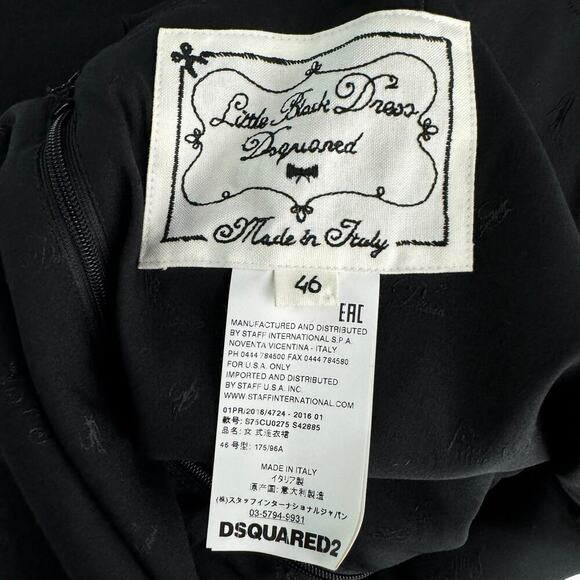 Little Black Dress
Dsquared
Made in Italy
46
EAC
MANUFACTURED AND DISTRIBUTED
BY STAFF INTERNATIONAL S.P.A.
NOVENTA VICENTINA - ITALY
PH 0444 784500 FAX 0444 784580
FOR U.S.A. ONLY
IMPORTED AND DISTRIBUTED
BY STAFF U.S.A. INC.
WWW.STAFFINTERNATIONAL.COM
01PR/2016/4724 - 2016 01
款号: S75CU0275 S42885
品名: 女式连衣裙
46 号型: 175/96A
MADE IN ITALY
イタリア製
原产国: 意大利製造
(株)スタッフインターナショナルジャパン
03-5794-9931
DSQUARED2